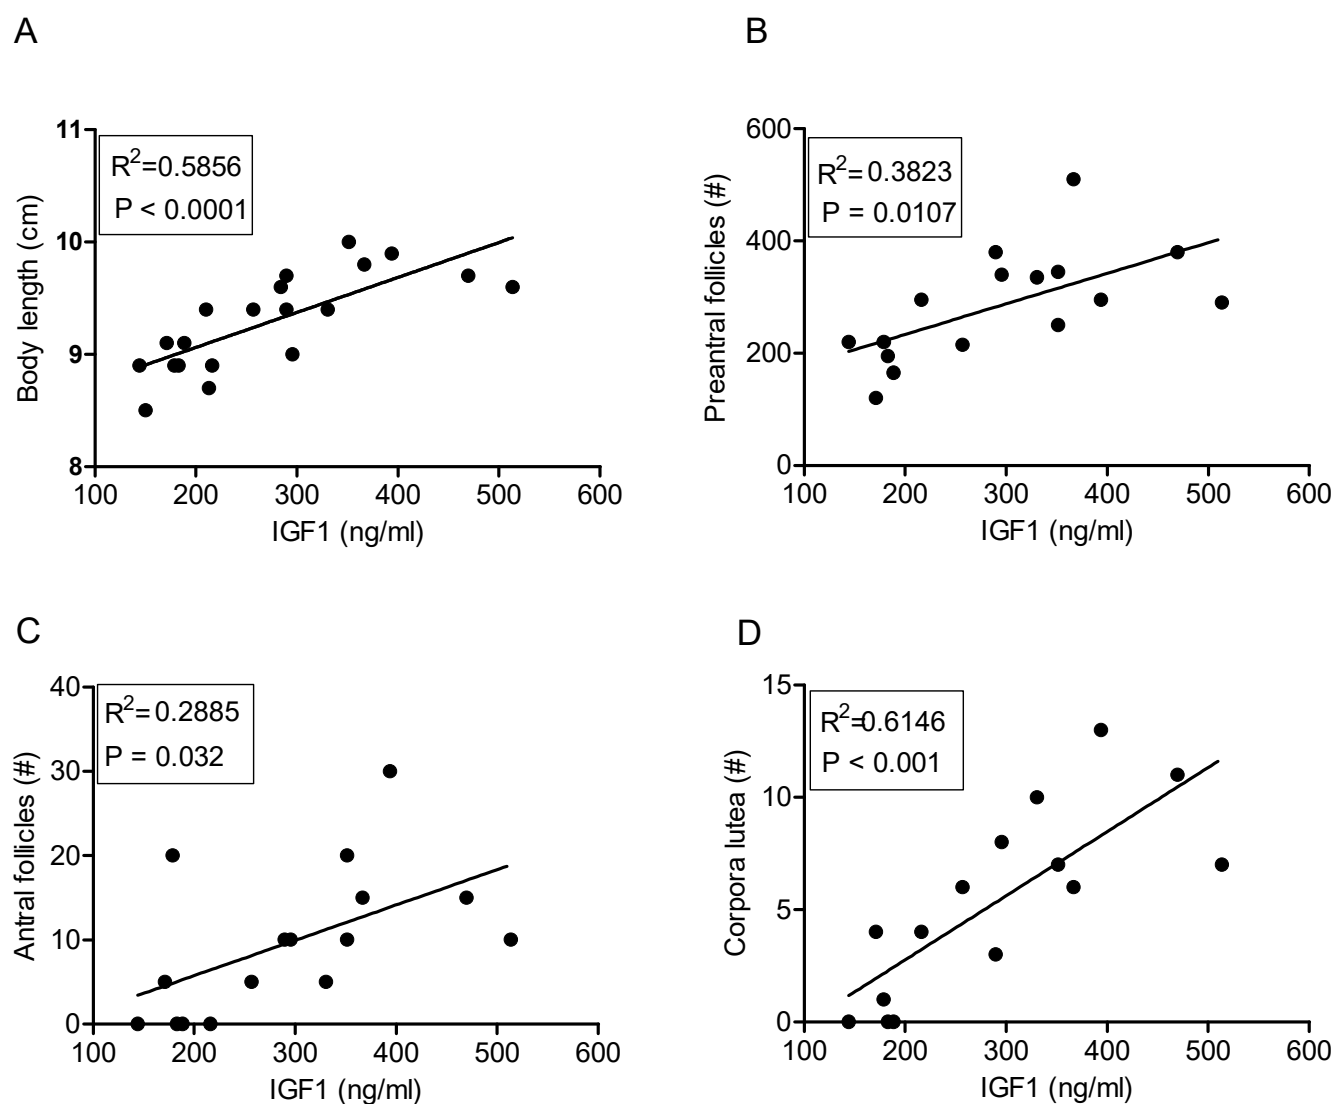 A
B
11
10
9
8
R2=0.5856
P < 0.0001
Body length (cm)
100 200 300 400 500 600
IGF1 (ng/ml)
600
400
200
0
R2=0.3823
P = 0.0107
Preantral follicles (#)
100 200 300 400 500 600
IGF1 (ng/ml)
C
D
40
30
20
10
0
R2=0.2885
P = 0.032
Antral follicles (#)
100 200 300 400 500 600
IGF1 (ng/ml)
15
10
5
0
R2=0.6146
P < 0.001
Corpora lutea (#)
100 200 300 400 500 600
IGF1 (ng/ml)